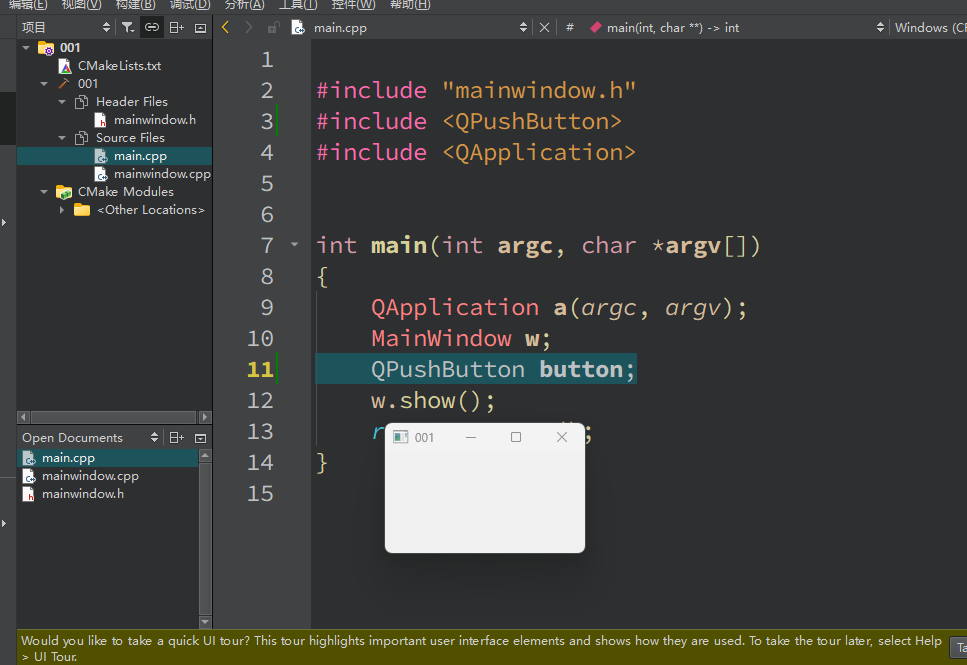 编辑(E) 视图(V) 构建(B) 调试(D) 分析(A) 工具(T) 控件(W) 帮助(H)
项目
main.cpp
#
main(int, char **) -> int
Windows (CR
001
CMakeLists.txt
001
Header Files
mainwindow.h
Source Files
main.cpp
mainwindow.cpp
CMake Modules
<Other Locations>
Open Documents
main.cpp
mainwindow.cpp
mainwindow.h
1
2 #include "mainwindow.h"
3 #include <QPushButton>
4 #include <QApplication>
5
6
7 int main(int argc, char *argv[])
8 {
9 QApplication a(argc, argv);
10 MainWindow w;
11 QPushButton button;
12 w.show();
13 r ;
14 }
15
001
Would you like to take a quick UI tour? This tour highlights important user interface elements and shows how they are used. To take the tour later, select Help
> UI Tour.
Ta